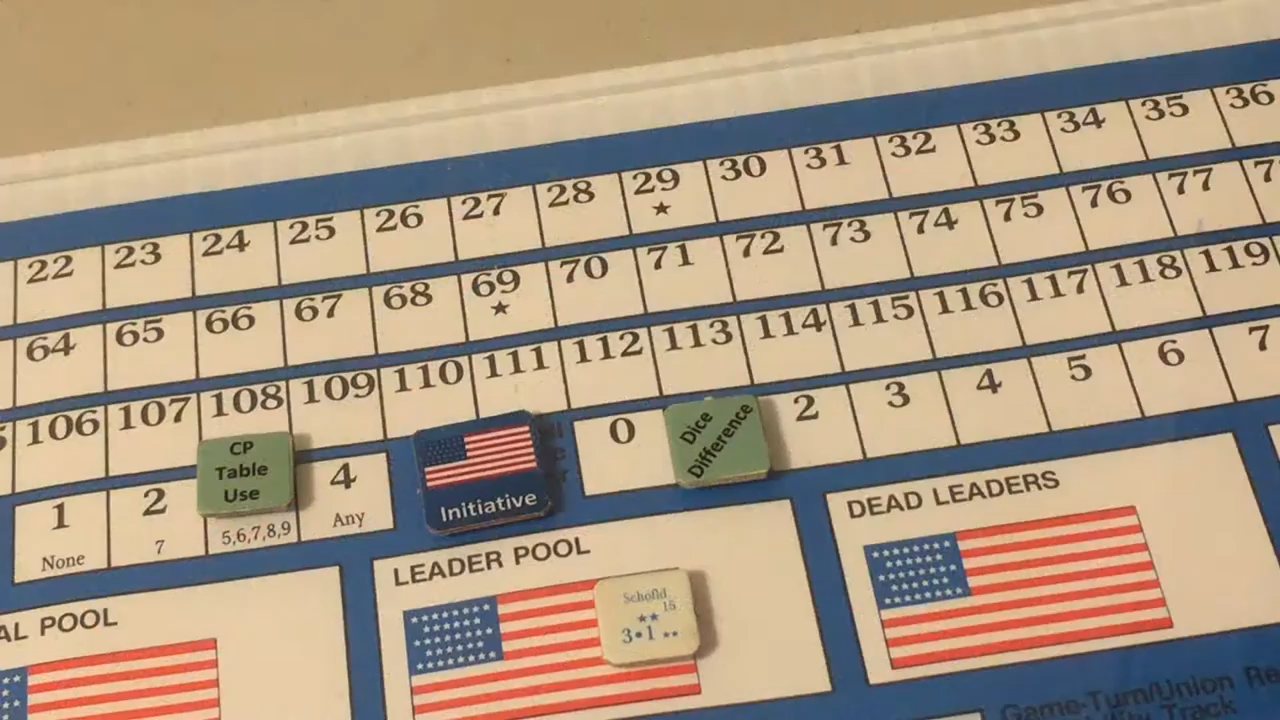 22 23 24 25 26 27 28 29 30 31 32 33 34 35 36
★
64 65 66 67 68 69 70 71 72 73 74 75 76 77
★
106 107 108 109 110 111 112 113 114 115 116 117 118 119
1 2 4
None 7 5,6,7,8,9 Any
CP
Table
Use
Initiative
0 2 3 4 5 6 7
Dice
Difference
AL POOL
LEADER POOL
Schofld
15
★★
3•1 ★★
DEAD LEADERS
Game-Turn/Union Re
Track